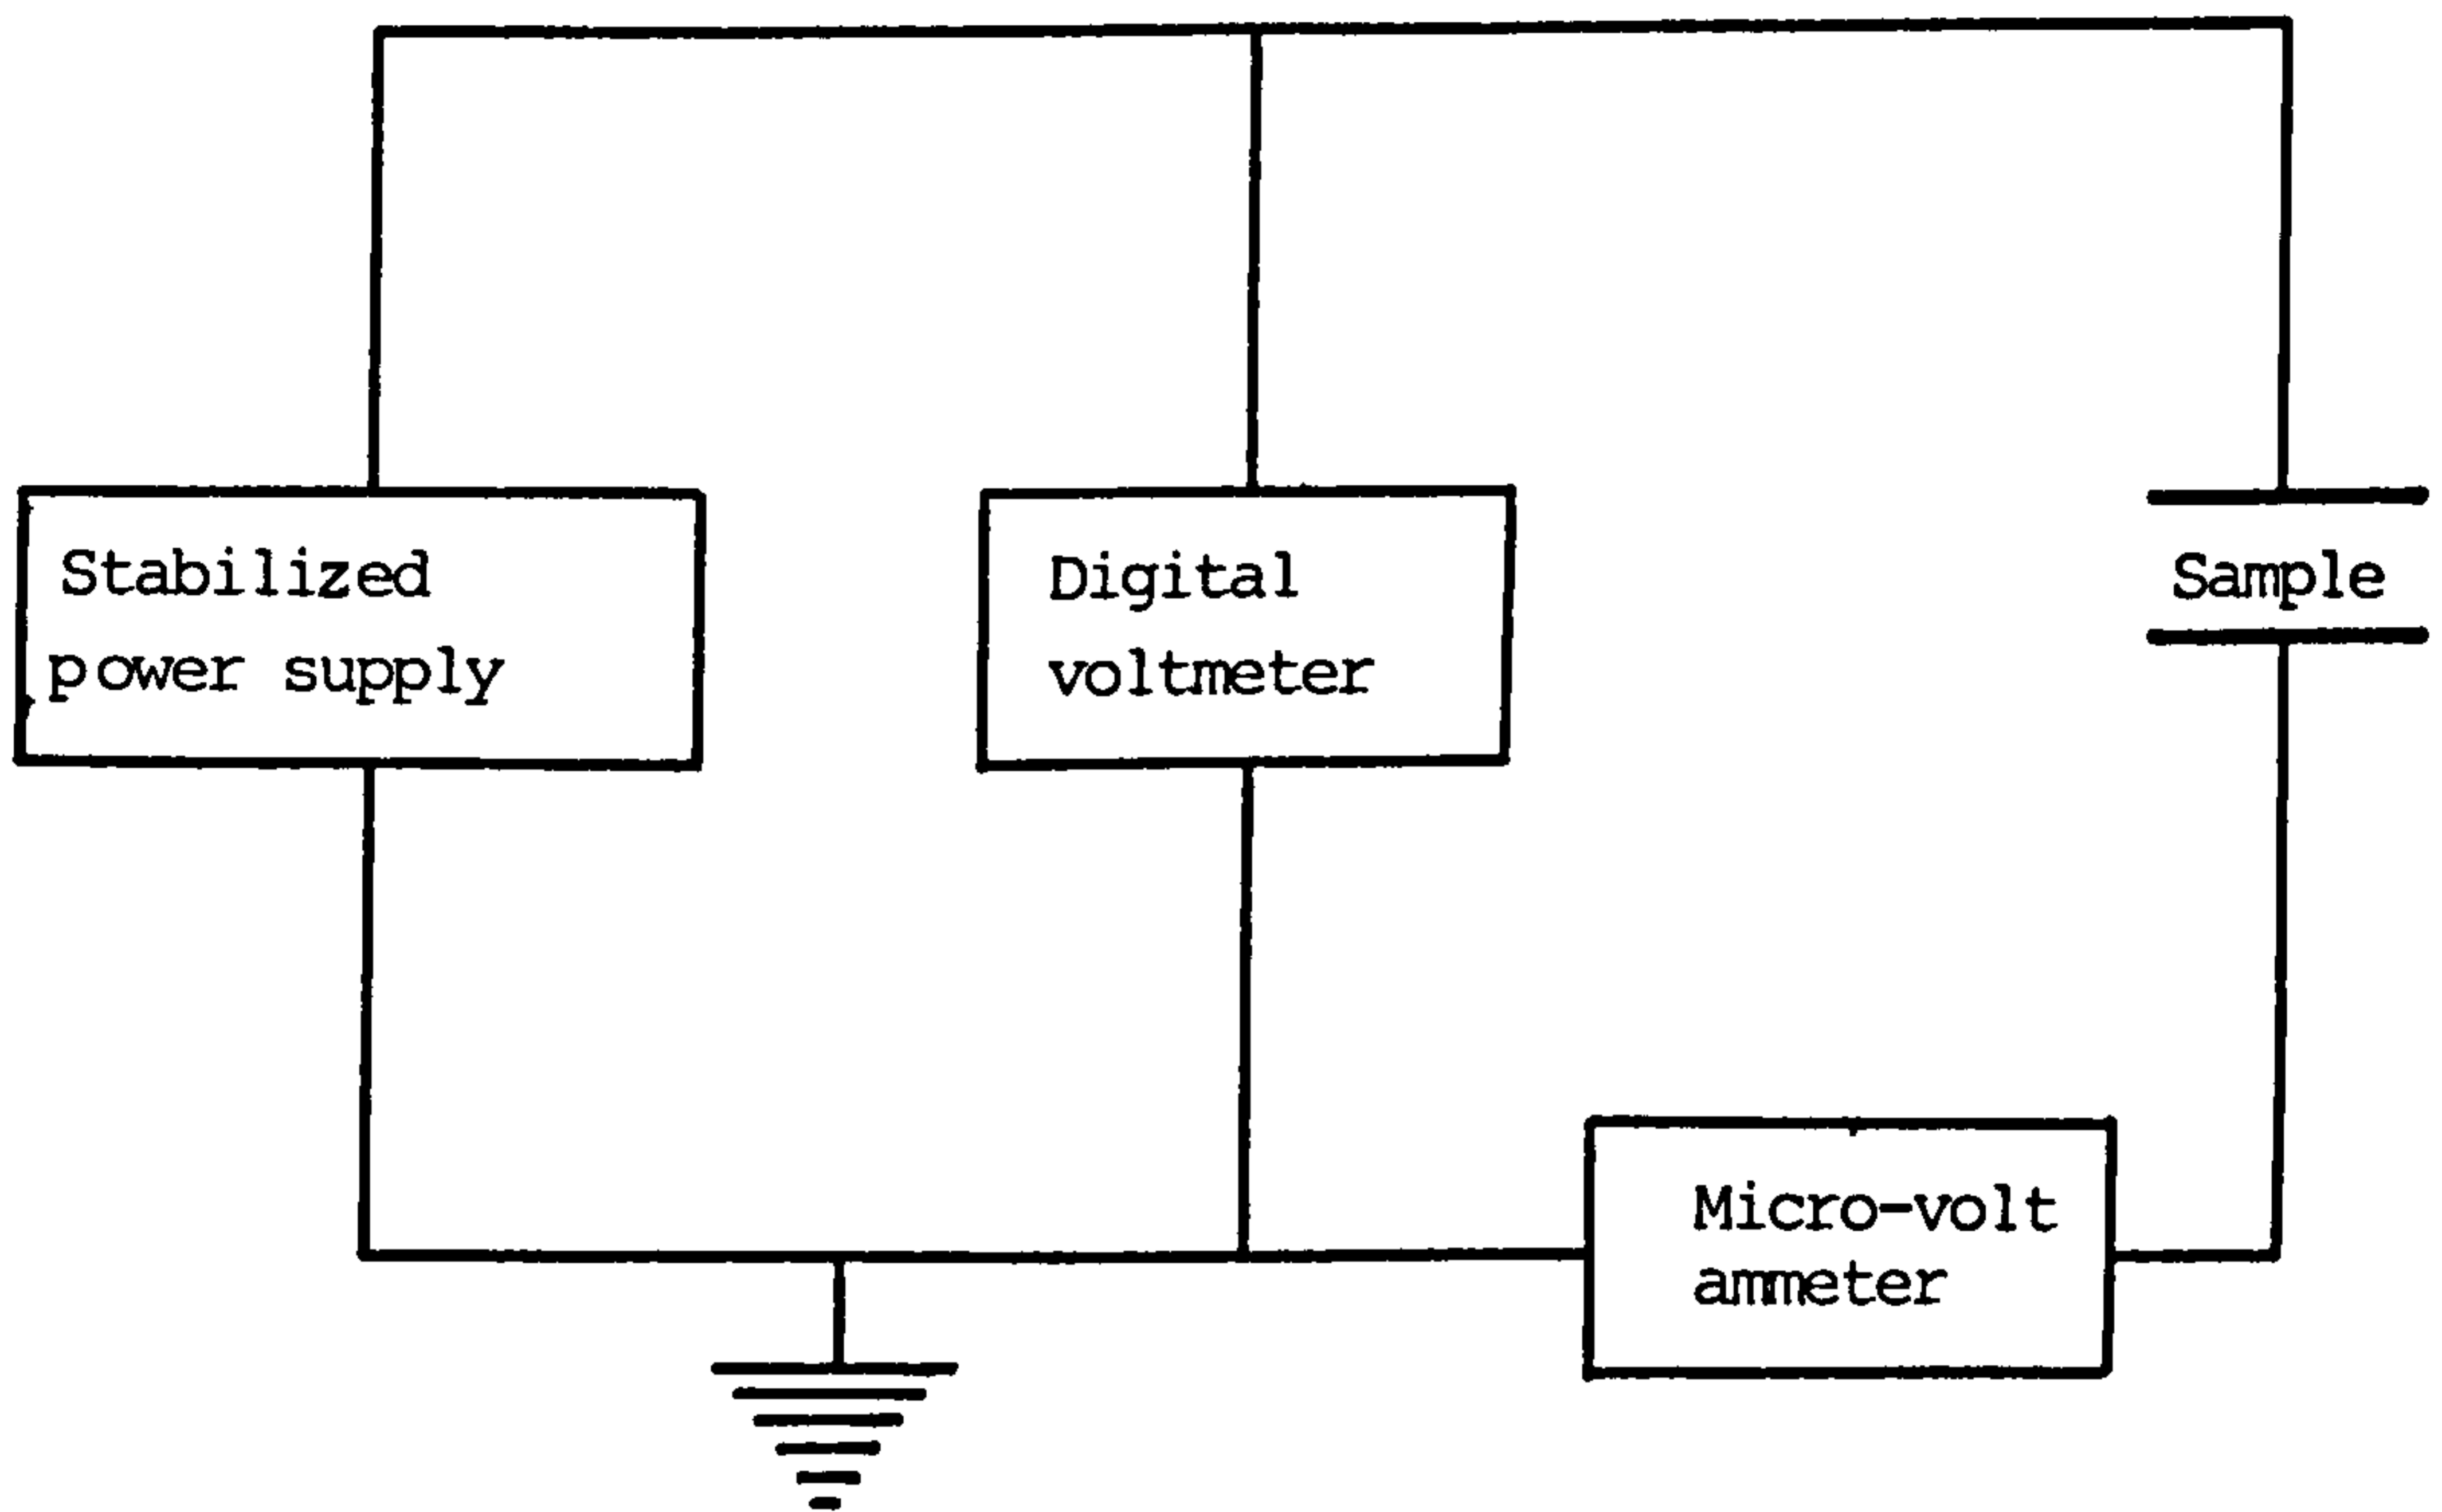 Stabilized
power supply
Digital
voltmeter
Sample
Micro-volt
ammeter